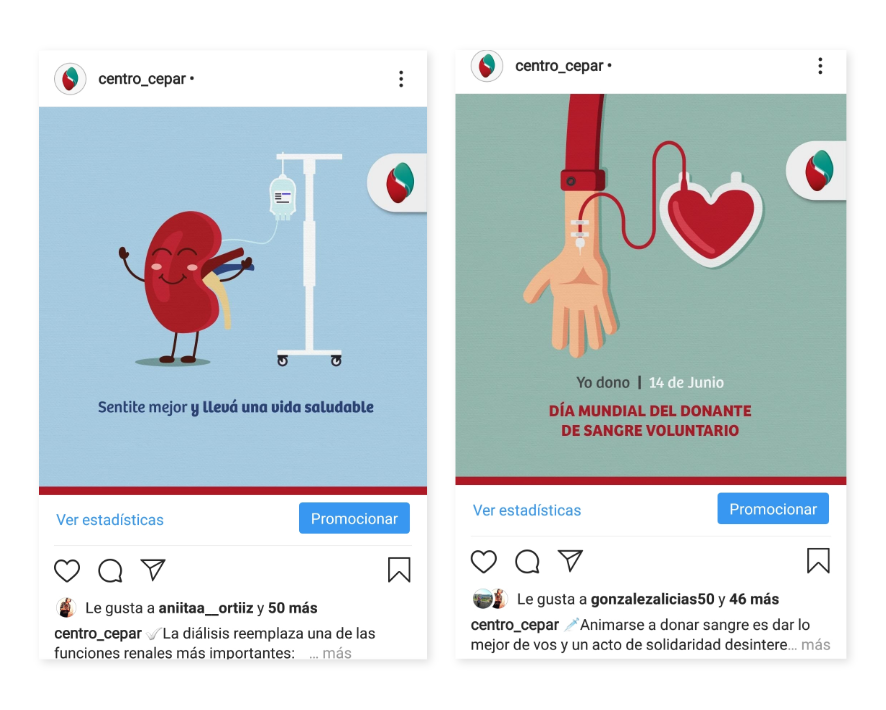 centro_cepar •
Sentite mejor y llevá una vida saludable
Ver estadísticas
Promocionar
Le gusta a aniitaa__ortiiz y 50 más
centro_cepar La diálisis reemplaza una de las
funciones renales más importantes: ... más
centro_cepar •
Yo dono | 14 de Junio
DÍA MUNDIAL DEL DONANTE
DE SANGRE VOLUNTARIO
Ver estadísticas
Promocionar
Le gusta a gonzalezalicias50 y 46 más
centro_cepar 💉Animarse a donar sangre es dar lo
mejor de vos y un acto de solidaridad desintere... más